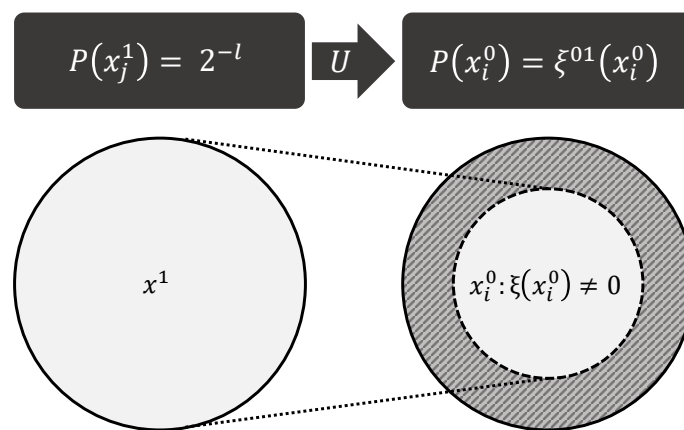 P(x_j^1) = 2^{-l}
U
P(x_i^0) = ξ^{01}(x_i^0)
x^1
x_i^0: ξ(x_i^0) ≠ 0